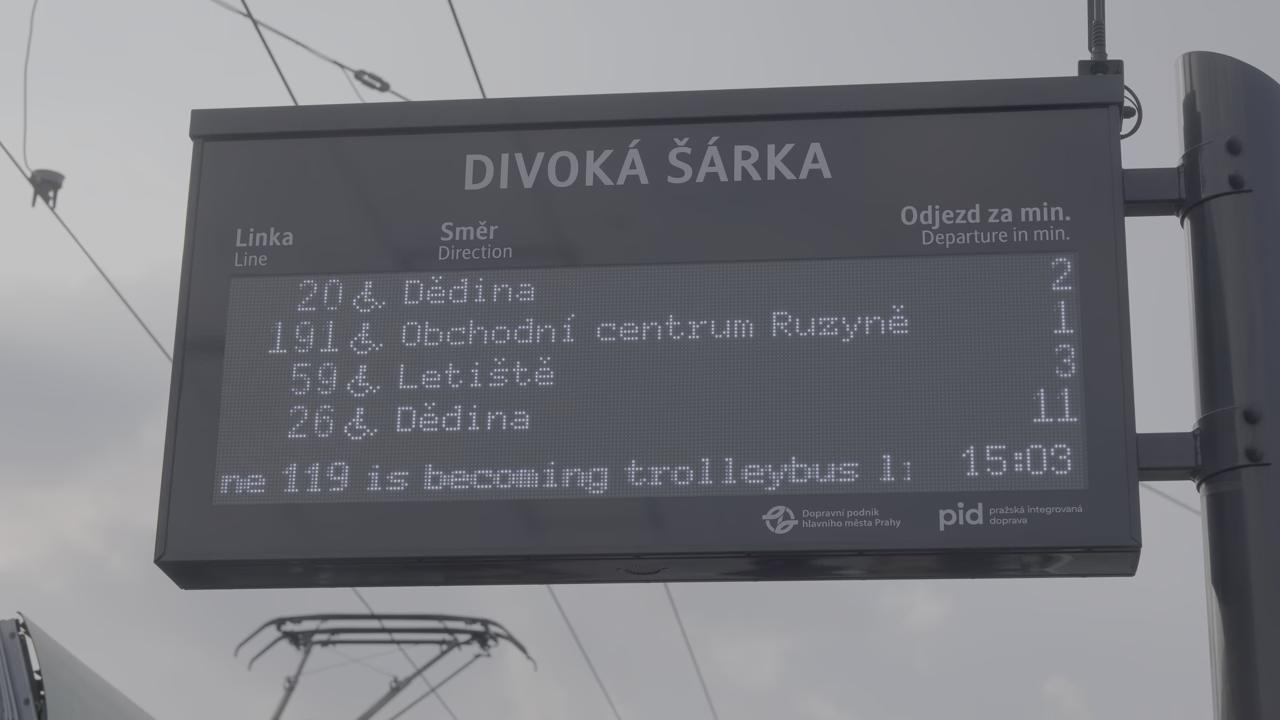 DIVOKÁ ŠÁRKA
Linka Směr Odjezd za min.
Line Direction Departure in min.
20 Dědina 2
191 Obchodní centrum Ruzyně 1
59 Letiště 3
26 Dědina 11
ne 119 is becoming trolleybus 15:03
Dopravní podnik
hlavního města Prahy
pid pražská integrovaná
doprava